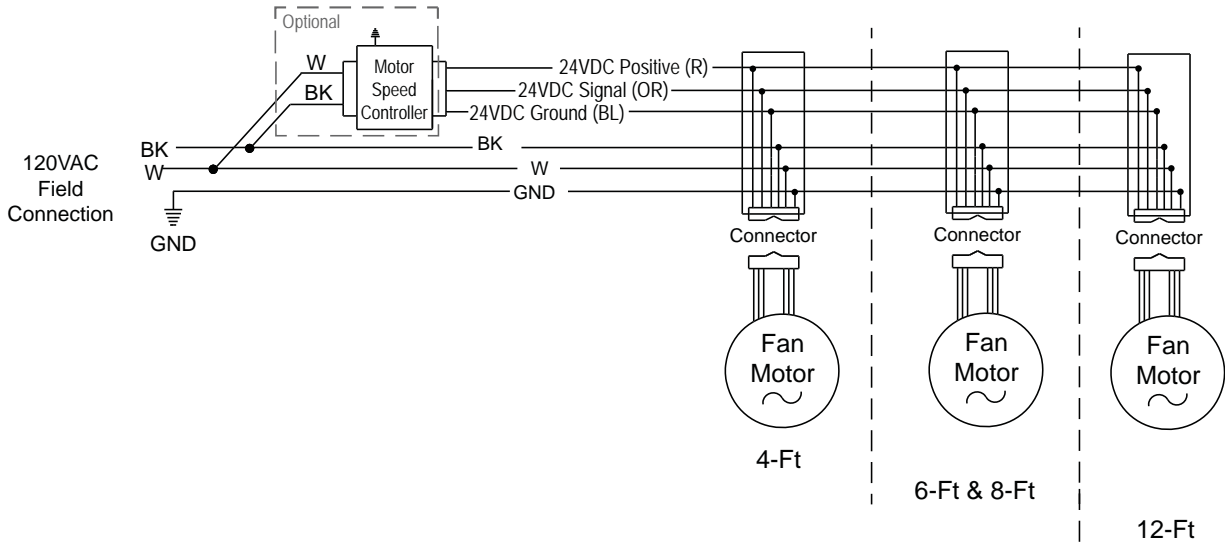 Optional
W
BK
Motor
Speed
Controller
24VDC Positive (R)
24VDC Signal (OR)
24VDC Ground (BL)
120VAC
Field
Connection
BK
W
GND
BK
W
GND
Connector
Connector
Connector
Fan
Motor
Fan
Motor
Fan
Motor
4-Ft
6-Ft & 8-Ft
12-Ft